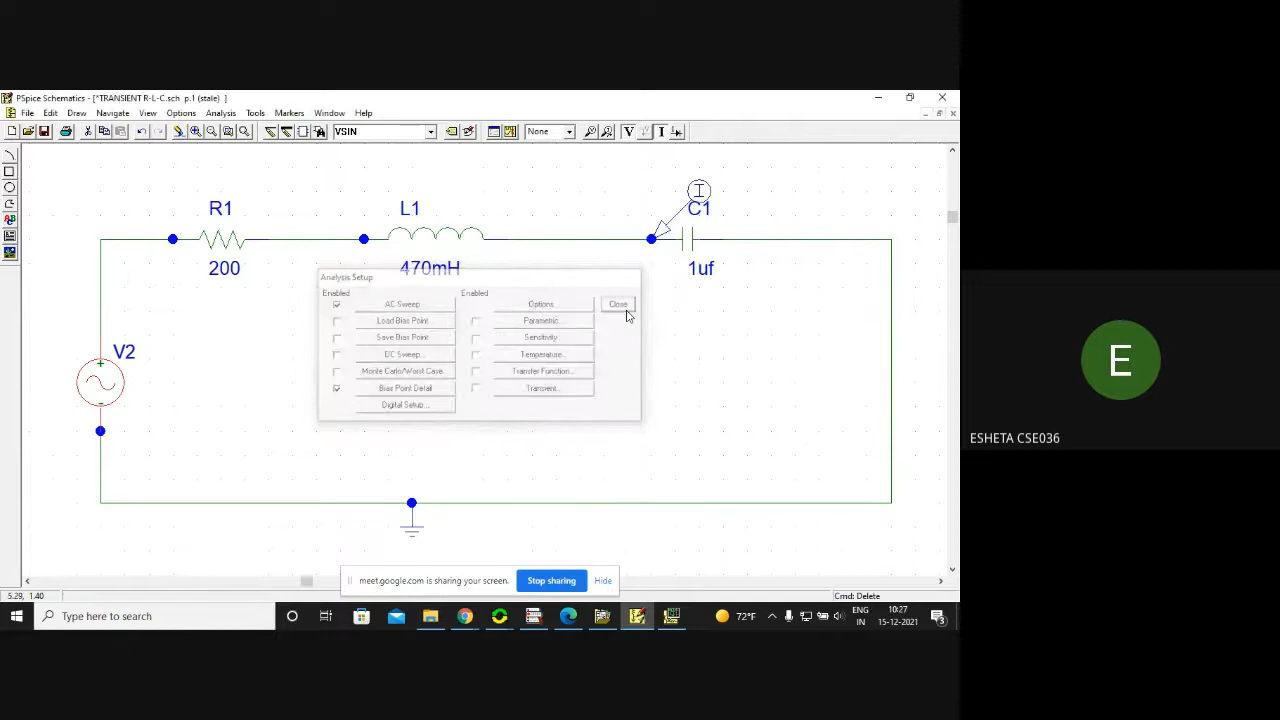 PSpice Schematics - [*TRANSIENT R-L-C.sch p.1 (stale) ]
File Edit Draw Navigate View Options Analysis Tools Markers Window Help
VSIN
None
V
I
I
R1
L1
C1
200
470mH
1uf
V2
+
-
Analysis Setup
Enabled
Enabled
AC Sweep...
Options...
Close
Load Bias Point...
Parametric...
Save Bias Point...
Sensitivity...
DC Sweep...
Temperature...
Monte Carlo/Worst Case...
Transfer Function...
Bias Point Detail
Transient...
Digital Setup...
E
ESHETA CSE036
meet.google.com is sharing your screen.
Stop sharing
Hide
5.29, 1.40
Cmd: Delete
Type here to search
72°F
ENG
IN
10:27
15-12-2021
3